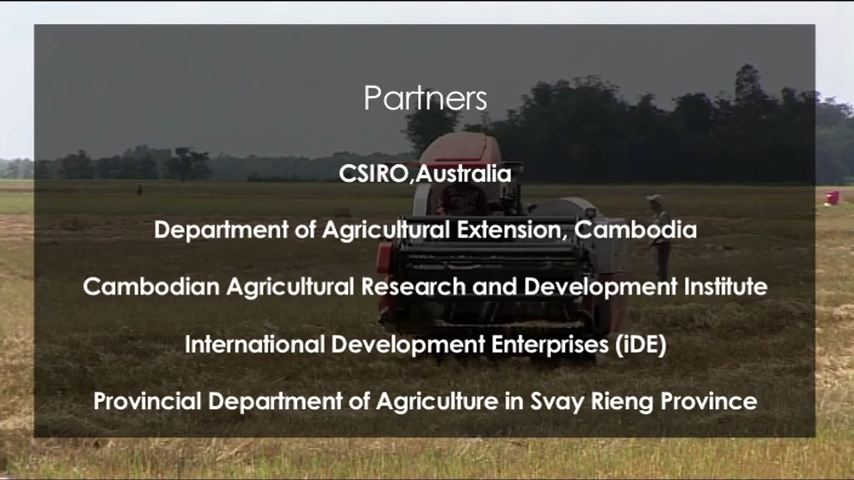 Partners
CSIRO,Australia
Department of Agricultural Extension, Cambodia
Cambodian Agricultural Research and Development Institute
International Development Enterprises (iDE)
Provincial Department of Agriculture in Svay Rieng Province